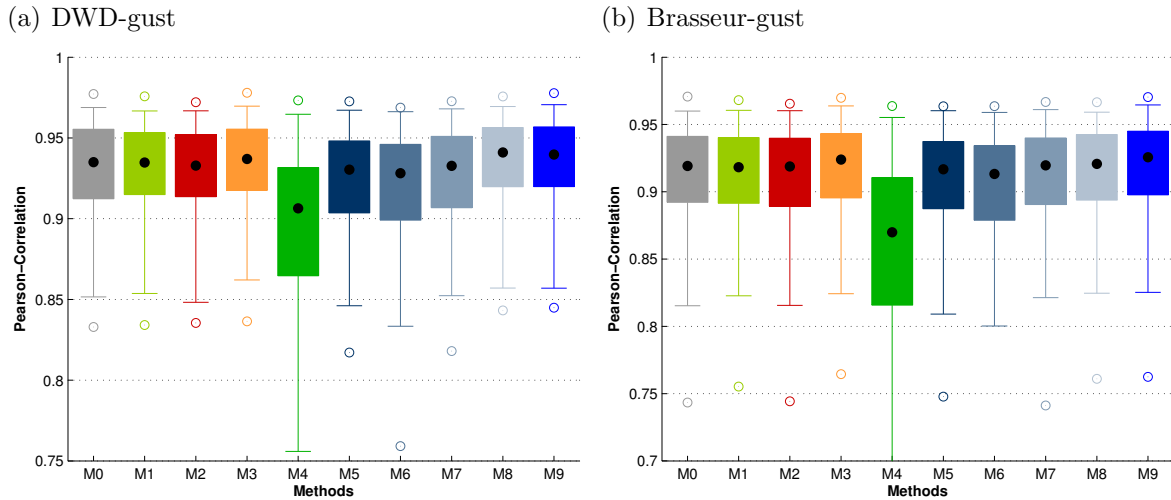 (a) DWD-gust
1
0.95
0.9
0.85
0.8
0.75
Pearson−Correlation
M0 M1 M2 M3 M4 M5 M6 M7 M8 M9
Methods
(b) Brasseur-gust
1
0.95
0.9
0.85
0.8
0.75
0.7
Pearson−Correlation
M0 M1 M2 M3 M4 M5 M6 M7 M8 M9
Methods